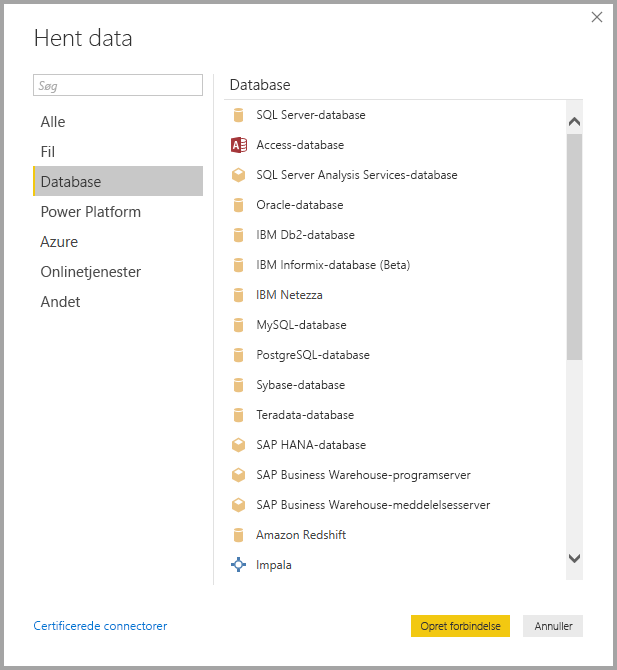 Hent data
Søg
Alle
Fil
Database
Power Platform
Azure
Onlinetjenester
Andet
Database
SQL Server-database
Access-database
SQL Server Analysis Services-database
Oracle-database
IBM Db2-database
IBM Informix-database (Beta)
IBM Netezza
MySQL-database
PostgreSQL-database
Sybase-database
Teradata-database
SAP HANA-database
SAP Business Warehouse-programserver
SAP Business Warehouse-meddelelsesserver
Amazon Redshift
Impala
Certificerede connectorer
Opret forbindelse
Annuller